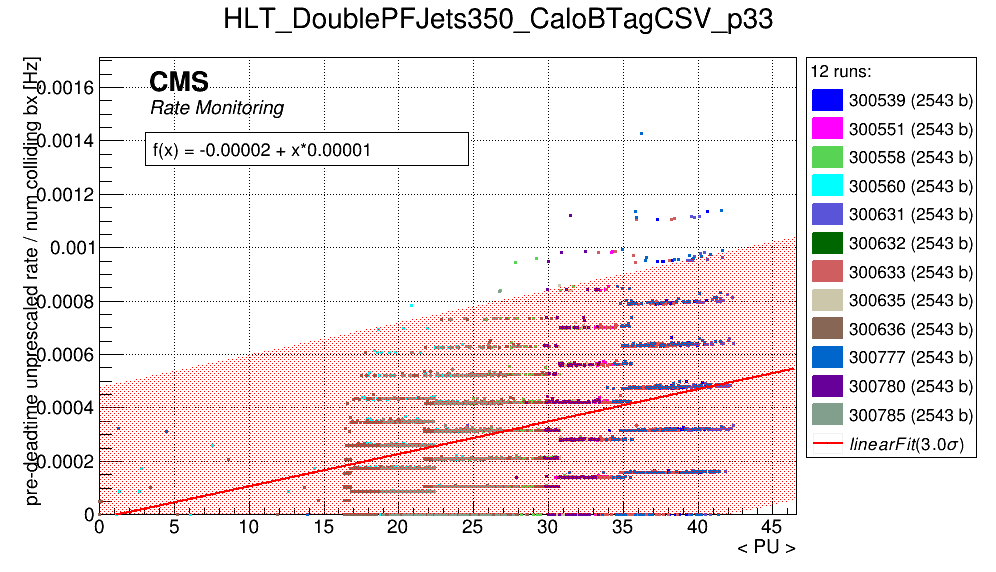 HLT_DoublePFJets350_CaloBTagCSV_p33
pre-deadtime unprescaled rate / num colliding bx [Hz]
0.0016
0.0014
0.0012
0.001
0.0008
0.0006
0.0004
0.0002
0
CMS
Rate Monitoring
f(x) = -0.00002 + x*0.00001
0 5 10 15 20 25 30 35 40 45
< PU >
12 runs:
300539 (2543 b)
300551 (2543 b)
300558 (2543 b)
300560 (2543 b)
300631 (2543 b)
300632 (2543 b)
300633 (2543 b)
300635 (2543 b)
300636 (2543 b)
300777 (2543 b)
300780 (2543 b)
300785 (2543 b)
linearFit(3.0σ)